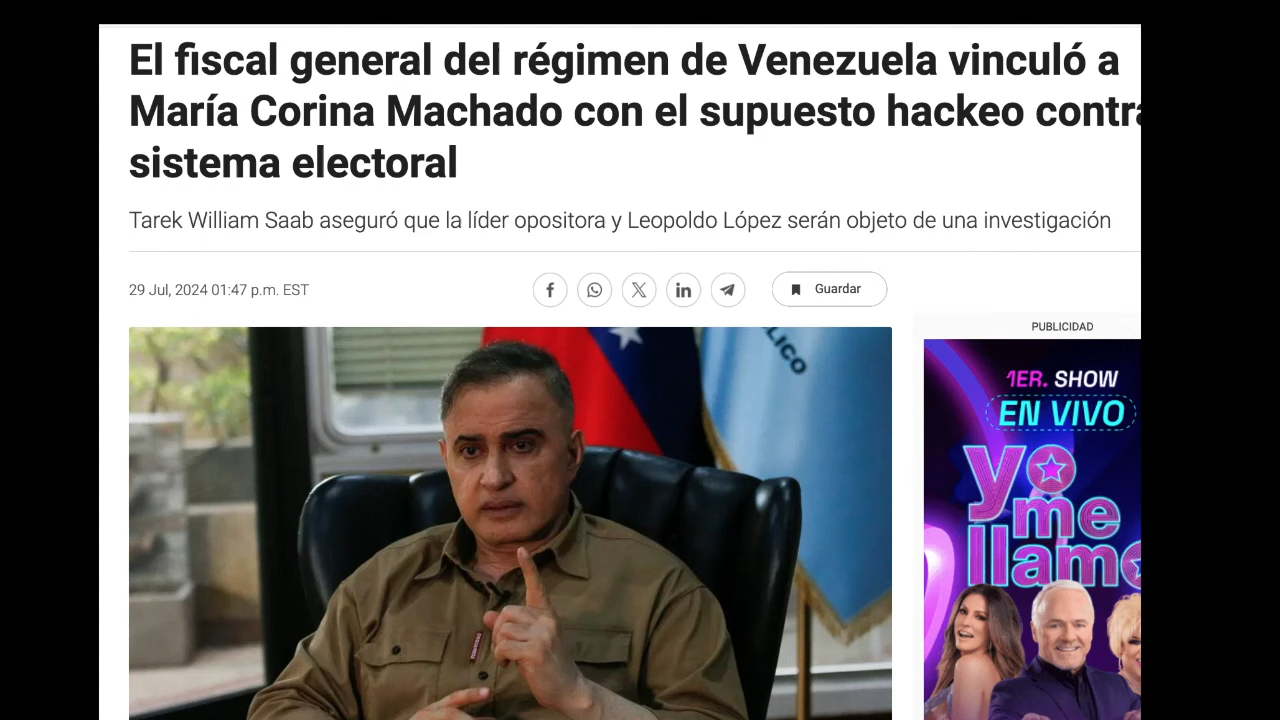 El fiscal general del régimen de Venezuela vinculó a
María Corina Machado con el supuesto hackeo contra
sistema electoral
Tarek William Saab aseguró que la líder opositora y Leopoldo López serán objeto de una investigación
29 Jul, 2024 01:47 p.m. EST
Guardar
PUBLICIDAD
1ER. SHOW
EN VIVO
yo
me
llamo